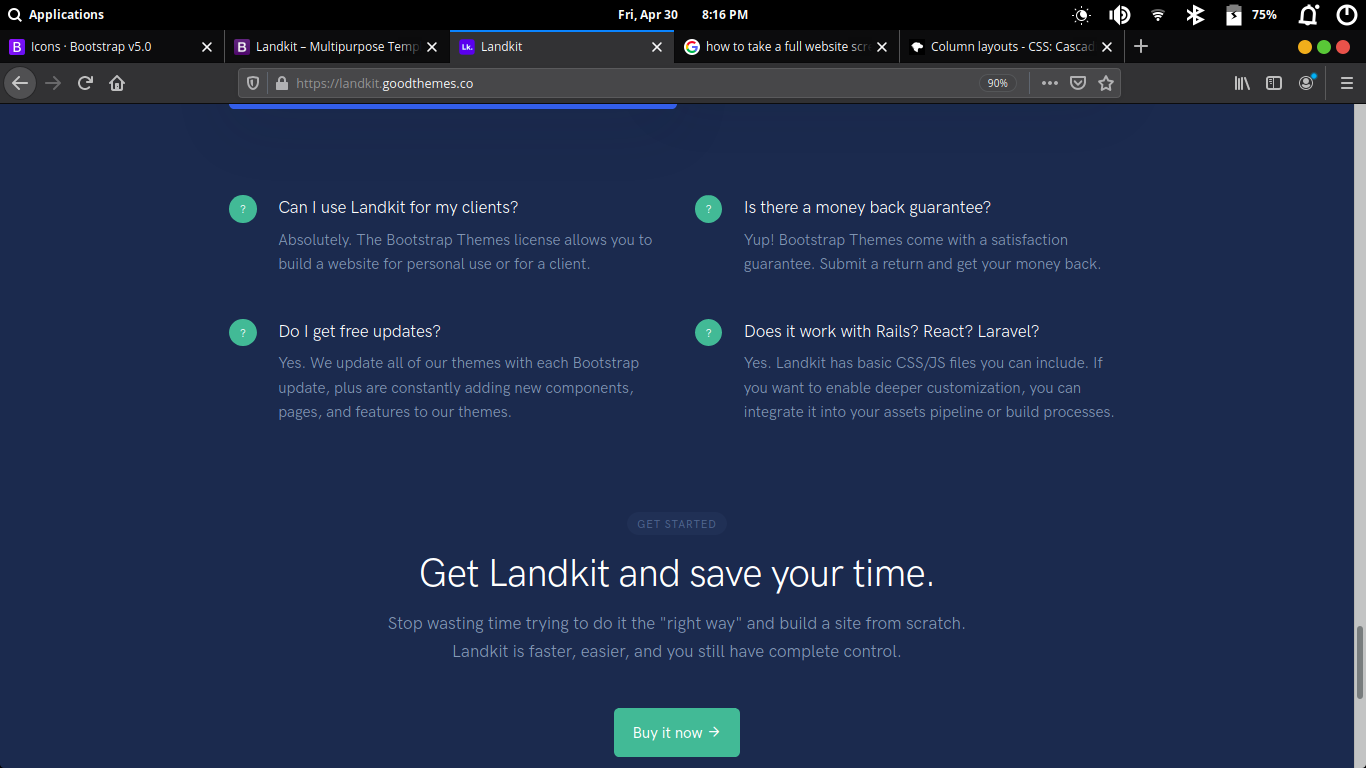 Applications
Fri, Apr 30 8:16 PM
75%
Icons · Bootstrap v5.0
Landkit – Multipurpose Temp
Lk. Landkit
how to take a full website scr
Column layouts - CSS: Cascad
https://landkit.goodthemes.co
90%
? Can I use Landkit for my clients?
Absolutely. The Bootstrap Themes license allows you to
build a website for personal use or for a client.
? Is there a money back guarantee?
Yup! Bootstrap Themes come with a satisfaction
guarantee. Submit a return and get your money back.
? Do I get free updates?
Yes. We update all of our themes with each Bootstrap
update, plus are constantly adding new components,
pages, and features to our themes.
? Does it work with Rails? React? Laravel?
Yes. Landkit has basic CSS/JS files you can include. If
you want to enable deeper customization, you can
integrate it into your assets pipeline or build processes.
GET STARTED
Get Landkit and save your time.
Stop wasting time trying to do it the "right way" and build a site from scratch.
Landkit is faster, easier, and you still have complete control.
Buy it now →